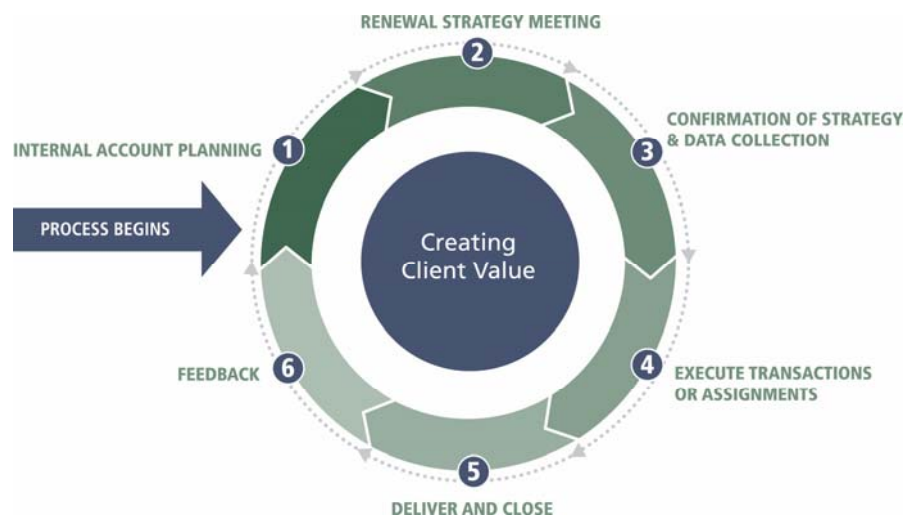 RENEWAL STRATEGY MEETING
2
CONFIRMATION OF STRATEGY
& DATA COLLECTION
3
INTERNAL ACCOUNT PLANNING
1
PROCESS BEGINS
Creating
Client Value
FEEDBACK
6
4
EXECUTE TRANSACTIONS
OR ASSIGNMENTS
5
DELIVER AND CLOSE